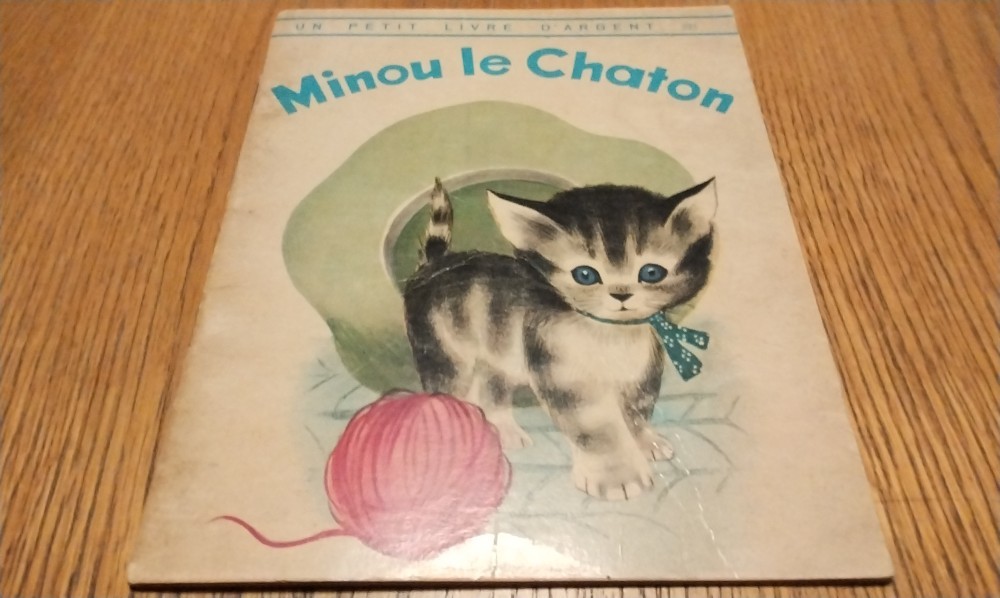 UN PETIT LIVRE D'ARGENT
Minou le Chaton